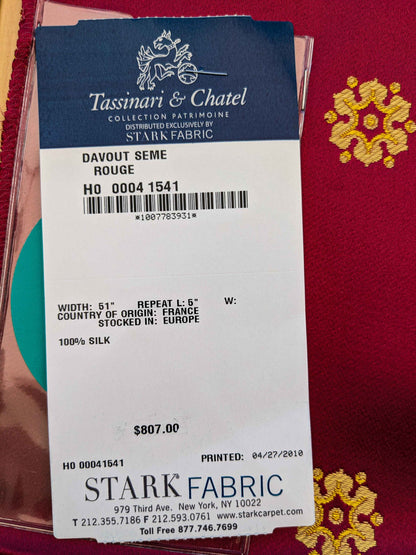 Tassinari & Chatel
COLLECTION PATRIMOINE
DISTRIBUTED EXCLUSIVELY BY
STARK FABRIC
DAVOUT SEME
ROUGE
H0 0004 1541
*1007783931*
WIDTH: 51" REPEAT L: 5" W:
COUNTRY OF ORIGIN: FRANCE
STOCKED IN: EUROPE
100% SILK
$807.00
H0 00041541 PRINTED: 04/27/2010
STARK FABRIC
979 Third Ave. New York, NY 10022
T 212.355.7186 F 212.593.0761 www.starkcarpet.com
Toll Free 877.746.7699